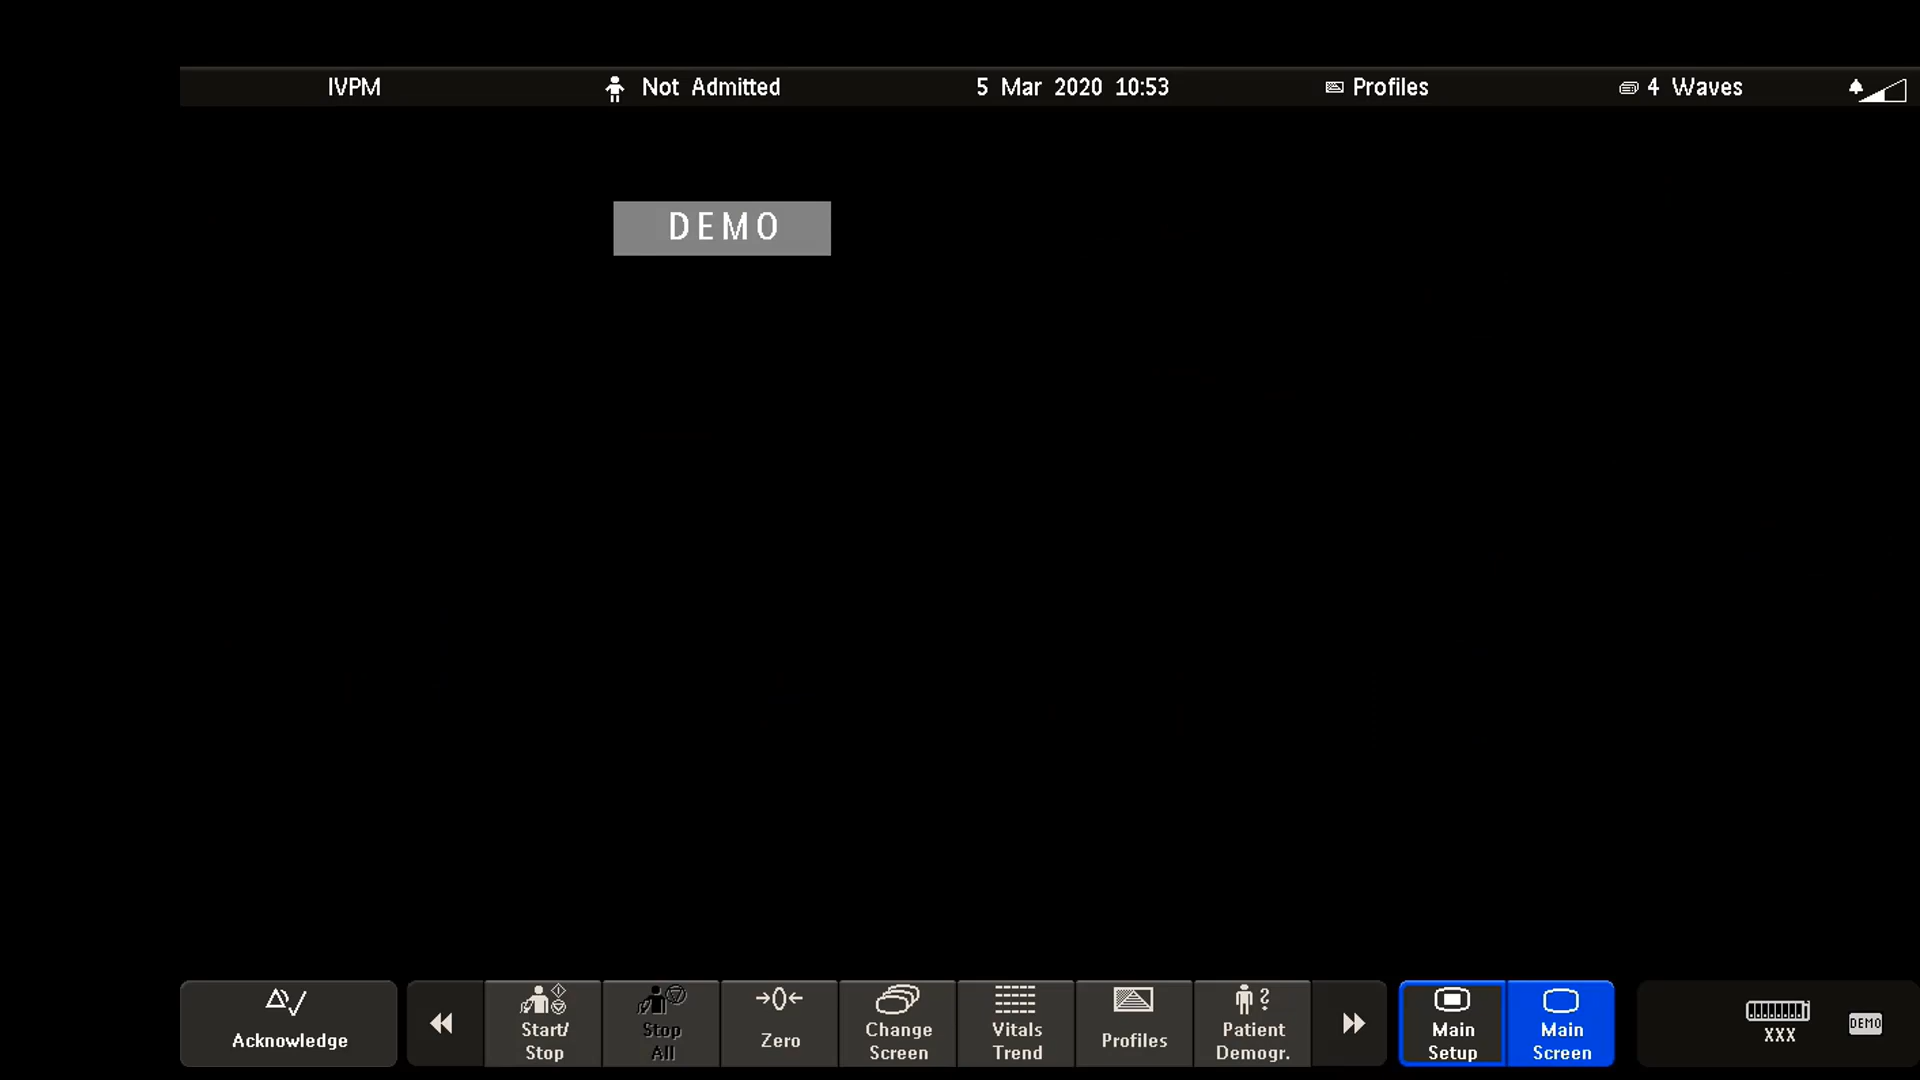 IVPM Not Admitted 5 Mar 2020 10:53 Profiles 4 Waves
DEMO
Acknowledge
Start/
Stop
Stop
All
Zero
Change
Screen
Vitals
Trend
Profiles
Patient
Demogr.
Main
Setup
Main
Screen
XXX
DEMO